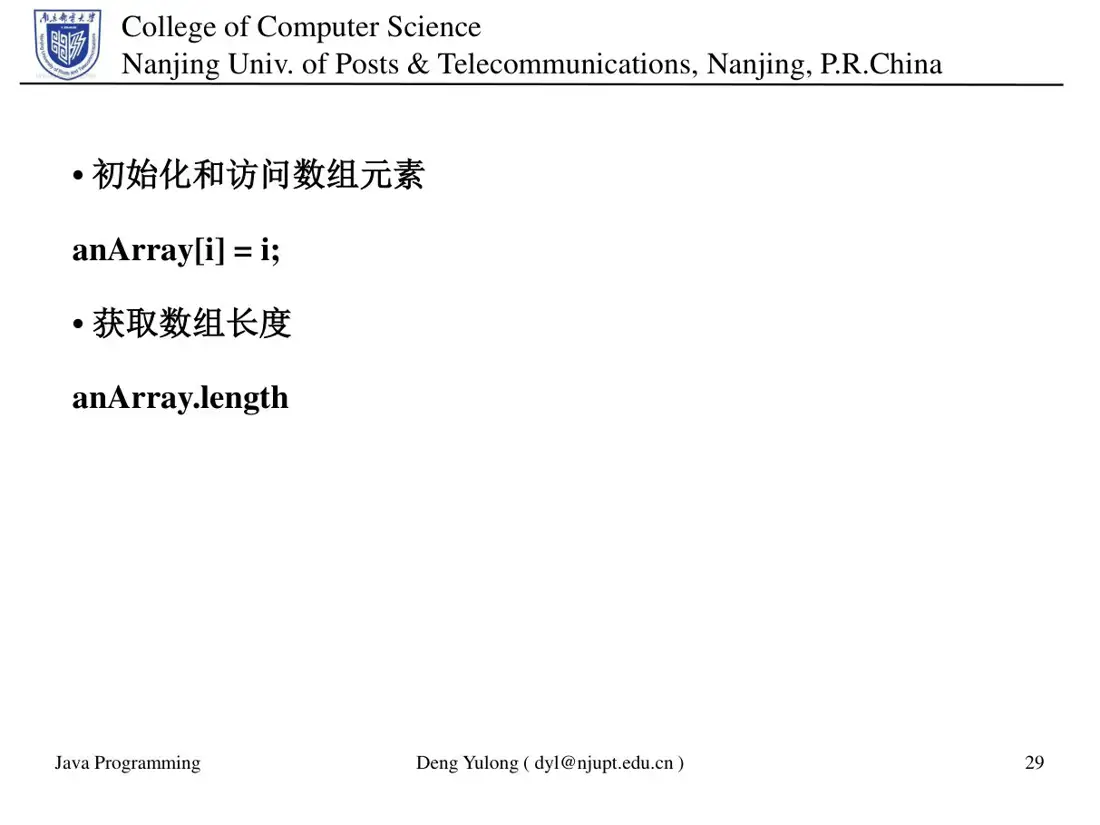 College of Computer Science
Nanjing Univ. of Posts & Telecommunications, Nanjing, P.R.China
• 初始化和访问数组元素
anArray[i] = i;
• 获取数组长度
anArray.length
Java Programming
Deng Yulong ( dyl@njupt.edu.cn )
29